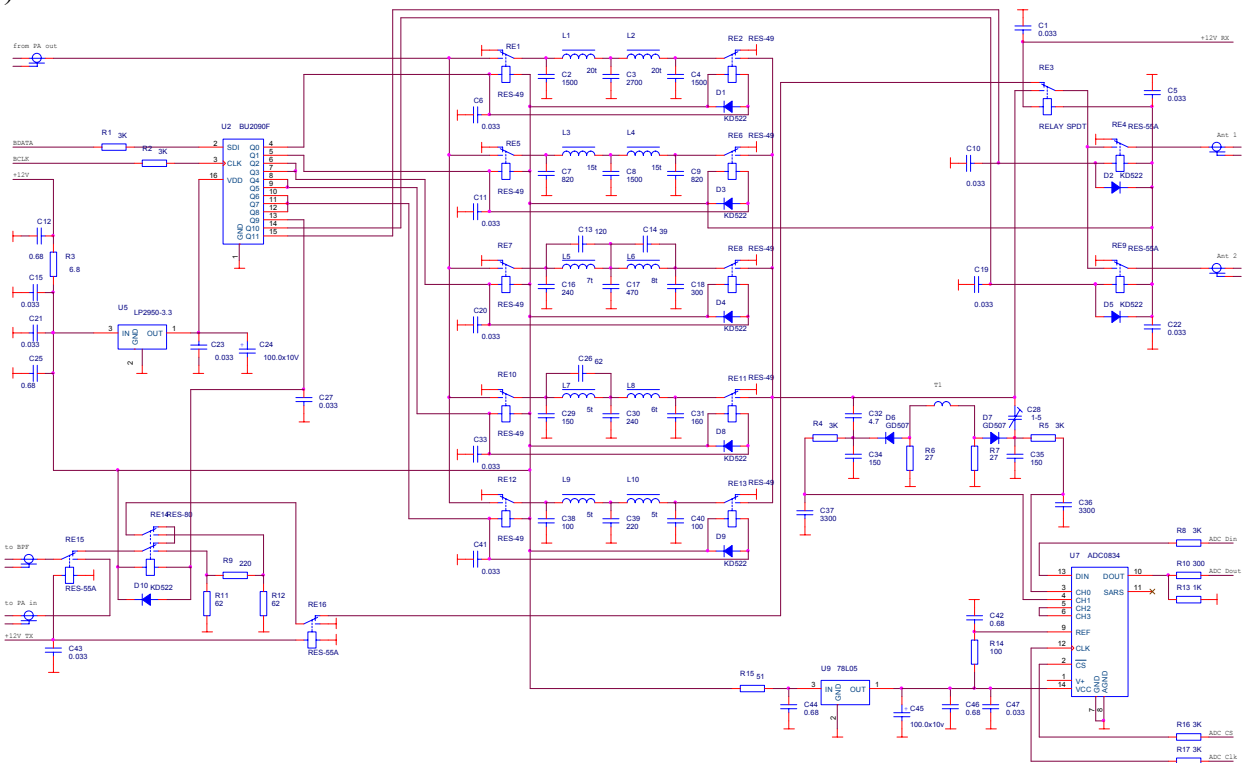 )
from PA out
RE1
L1
L2
RE2 RES-49
C1
0.033
+12V RX
20t
20t
C2
1500
C3
2700
C4
1500
RES-49
RE3
C6
0.033
D1
KD522
C5
0.033
U2 BU2090F
RELAY SPDT
RE4 RES-55A
Ant 1
R1 3K
R2 3K
BDATA
BCLK
+12V
2
3
16
SDI
CLK
VDD
GND
1
Q0
Q1
Q2
Q3
Q4
Q5
Q6
Q7
Q8
Q9
Q10
Q11
4
5
6
7
8
9
10
11
12
13
14
15
RE5
L3
L4
RE6 RES-49
15t
15t
C7
820
C8
1500
C9
820
RES-49
C10
0.033
D2 KD522
C11
0.033
D3
KD522
C12
0.68
R3
6.8
C15
0.033
C21
0.033
C25
0.68
C13 120
C14 39
RE7
L5
L6
RE8 RES-49
7t
8t
C16
240
C17
470
C18
300
RES-49
RE9 RES-55A
Ant 2
C19
0.033
D5 KD522
C20
0.033
D4
KD522
C22
0.033
U5
LP2950-3.3
3
IN
OUT
GND
1
2
C23
0.033
C24
100.0x10V
+
C26 62
C27
0.033
RE10
L7
L8
RE11 RES-49
5t
6t
C29
150
C30
240
C31
160
RES-49
C33
0.033
D8
KD522
T1
R4 3K
C32
4.7
D6
GD507
D7
GD507
C28
1-5
R5 3K
C34
150
R6
27
R7
27
C35
150
RE12
L9
L10
RE13 RES-49
5t
5t
C38
100
C39
220
C40
100
RES-49
C37
3300
C36
3300
C41
0.033
D9
KD522
RE14 RES-80
to BPF
RE15
RES-55A
D10 KD522
R9
220
R11
62
R12
62
to PA in
+12V TX
RE16
RES-55A
C43
0.033
R8 3K
ADC Din
U7 ADC0834
R10 300
ADC Dout
R13 1K
13
3
4
5
6
9
12
2
1
14
DIN
CH0
CH1
CH2
CH3
REF
CLK
CS
V+
VCC
DOUT
SARS
GND
AGND
10
11
7
8
C42
0.68
R14
100
R15 51
U9 78L05
3
IN
OUT
GND
1
2
C44
0.68
+
C45
100.0x10v
C46
0.68
C47
0.033
R16 3K
ADC CS
R17 3K
ADC Clk